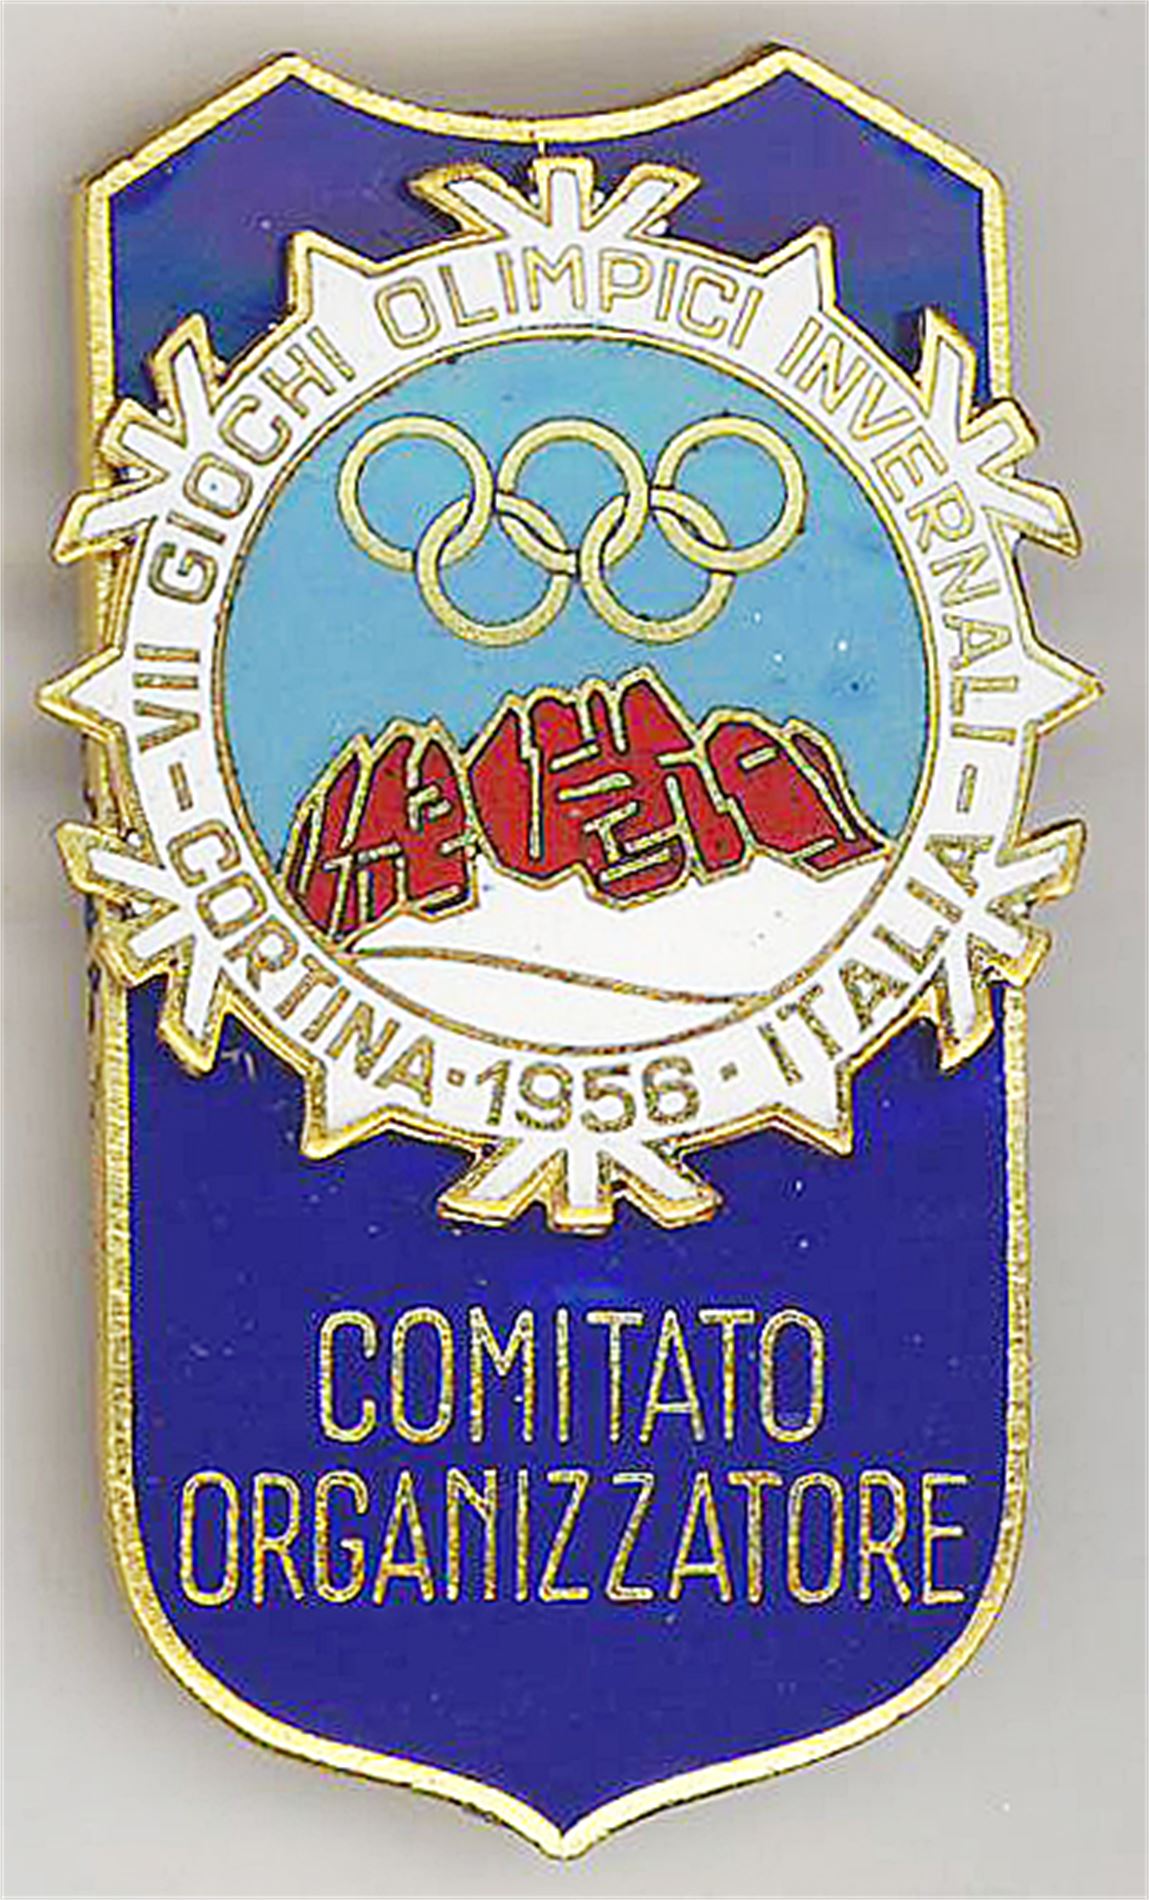 VII GIOCHI OLIMPICI INVERNALI
- CORTINA · 1956 · ITALIA -
COMITATO
ORGANIZZATORE